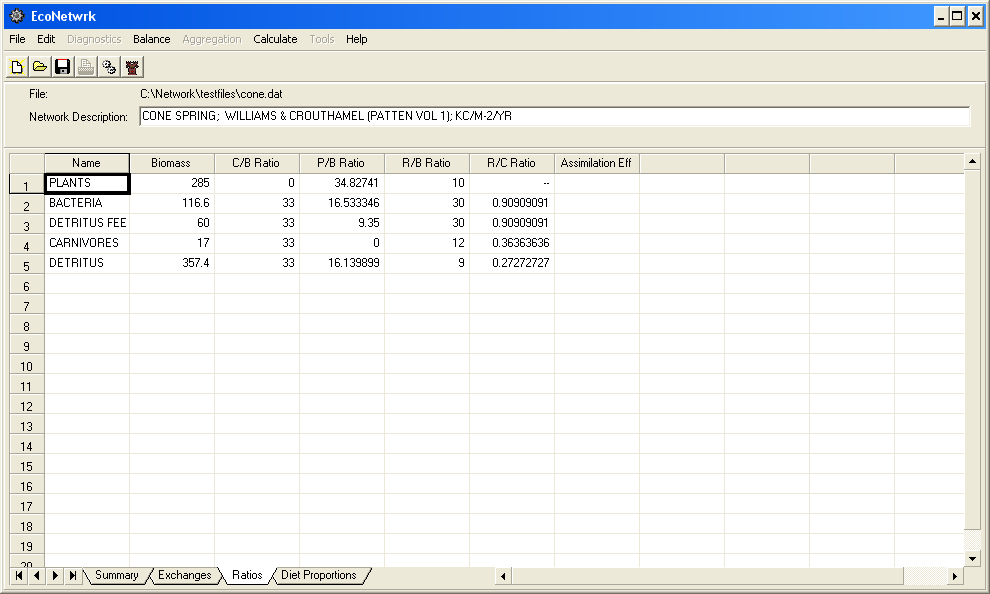 EcoNetwrk
File Edit Diagnostics Balance Aggregation Calculate Tools Help
File: C:\Network\testfiles\cone.dat
Network Description: CONE SPRING; WILLIAMS & CROUTHAMEL (PATTEN VOL 1); KC/M-2/YR
Name Biomass C/B Ratio P/B Ratio R/B Ratio R/C Ratio Assimilation Eff
1 PLANTS 285 0 34.82741 10 --
2 BACTERIA 116.6 33 16.533346 30 0.90909091
3 DETRITUS FEE 60 33 9.35 30 0.90909091
4 CARNIVORES 17 33 0 12 0.36363636
5 DETRITUS 357.4 33 16.139899 9 0.27272727
6
7
8
9
10
11
12
13
14
15
16
17
18
19
20
Summary Exchanges Ratios Diet Proportions